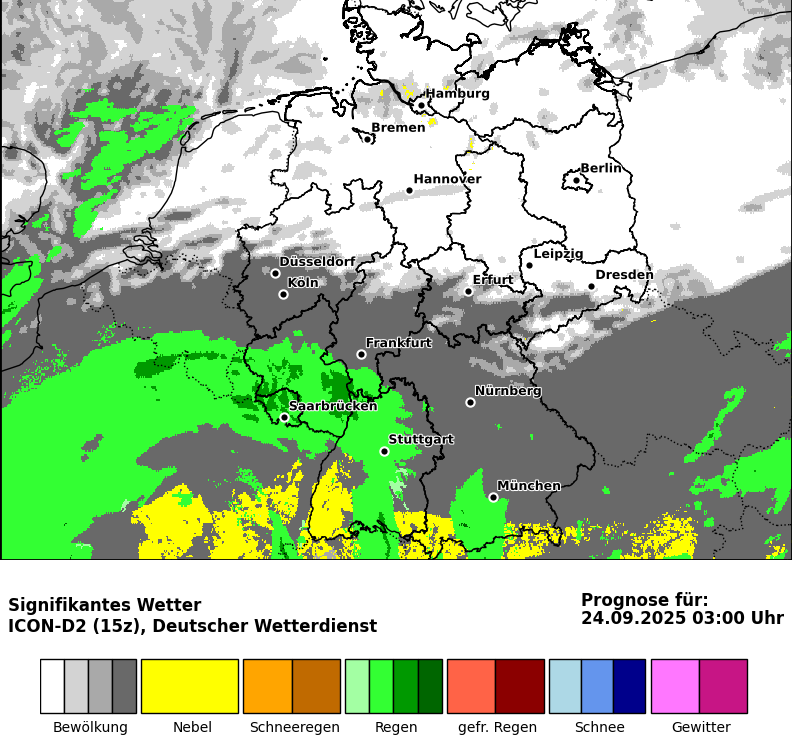 Hamburg
Bremen
Berlin
Hannover
Leipzig
Düsseldorf
Dresden
Köln
Erfurt
Frankfurt
Nürnberg
Saarbrücken
Stuttgart
München
Signifikantes Wetter
ICON-D2 (15z), Deutscher Wetterdienst
Prognose für:
24.09.2025 03:00 Uhr
Bewölkung Nebel Schneeregen Regen gefr. Regen Schnee Gewitter